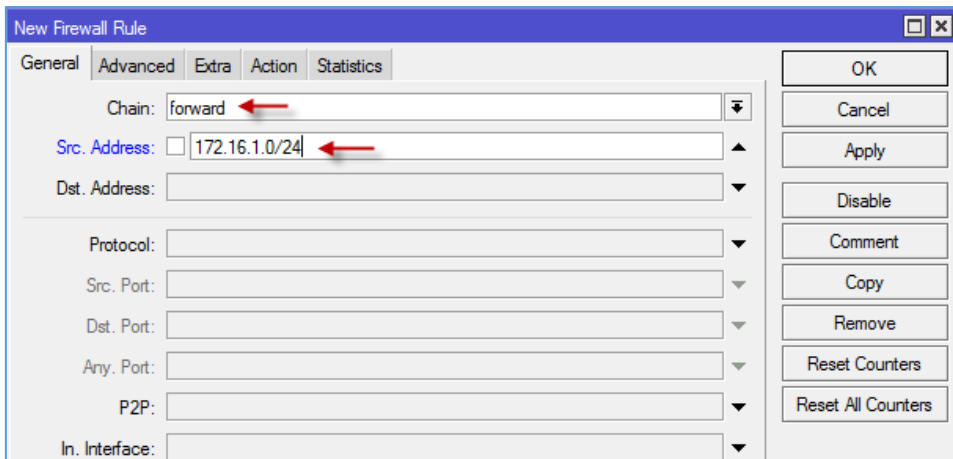 New Firewall Rule
General Advanced Extra Action Statistics
Chain: forward
Src. Address: 172.16.1.0/24
Dst. Address:
Protocol:
Src. Port:
Dst. Port:
Any. Port:
P2P:
In. Interface:
OK
Cancel
Apply
Disable
Comment
Copy
Remove
Reset Counters
Reset All Counters